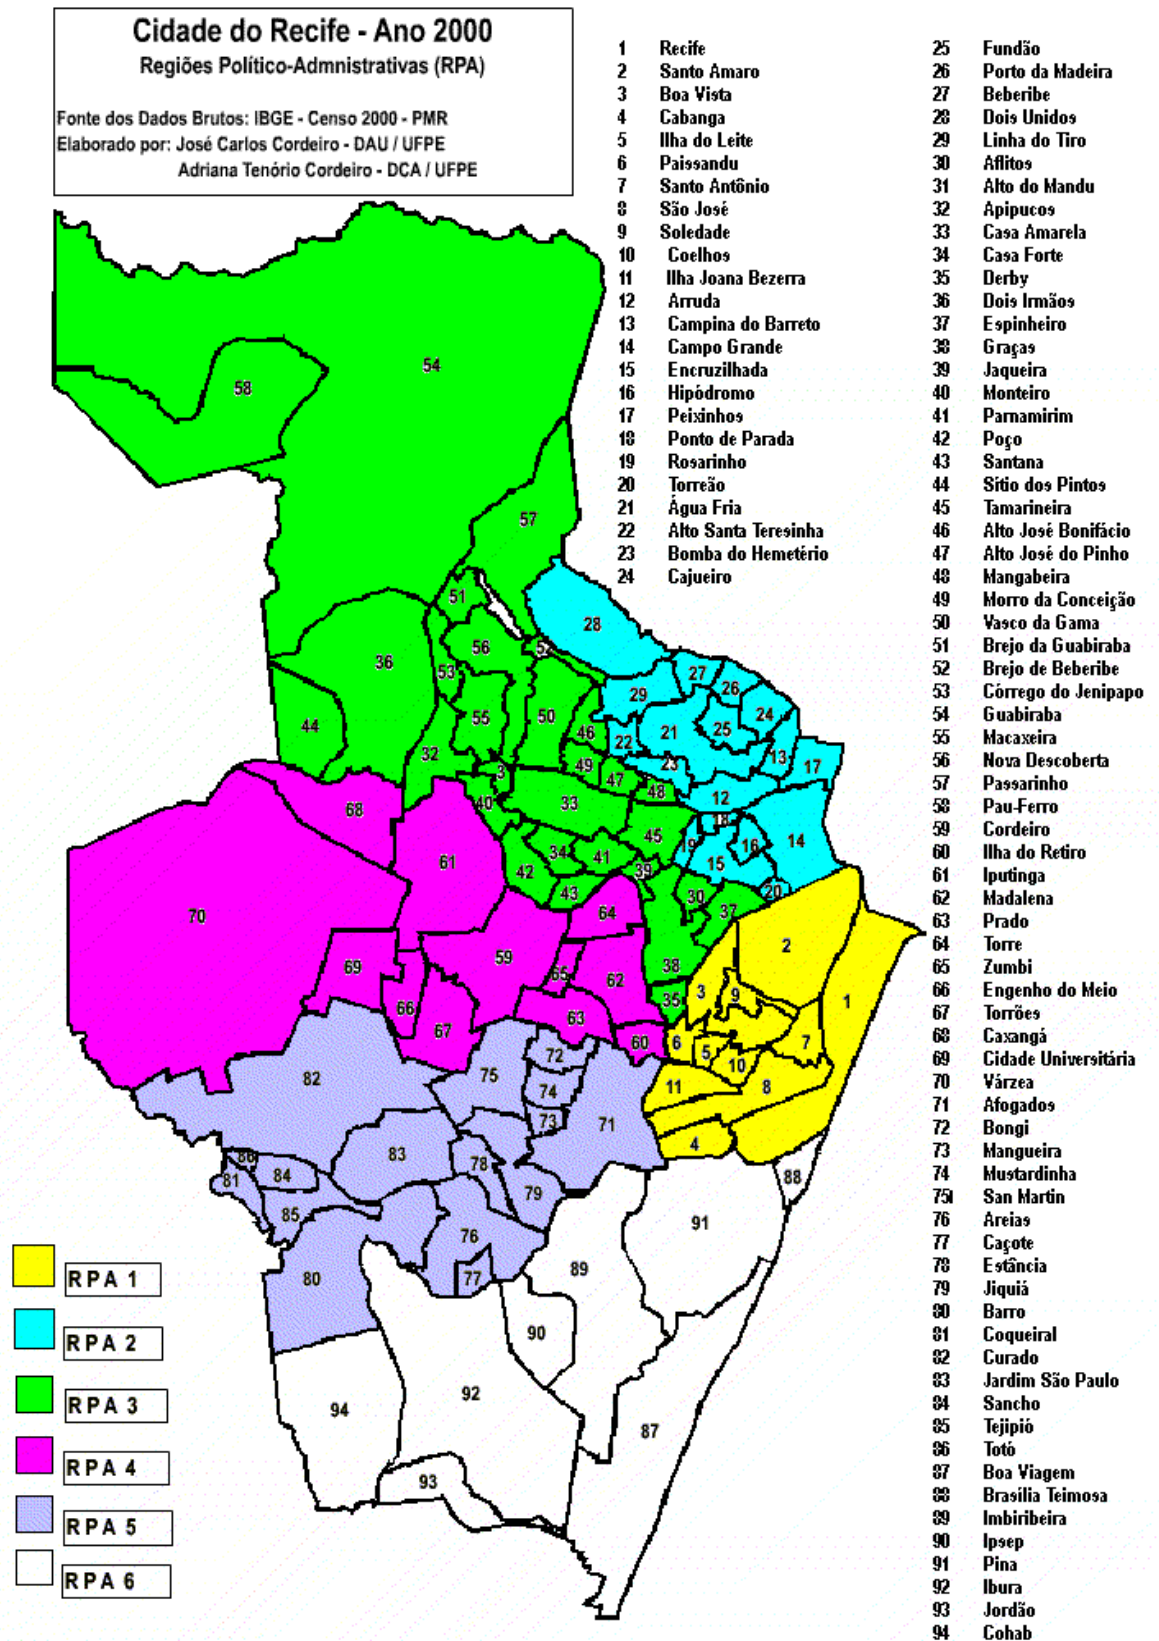 Cidade do Recife - Ano 2000
Regiões Político-Admnistrativas (RPA)
Fonte dos Dados Brutos: IBGE - Censo 2000 - PMR
Elaborado por: José Carlos Cordeiro - DAU / UFPE
Adriana Tenório Cordeiro - DCA / UFPE
1 Recife
2 Santo Amaro
3 Boa Vista
4 Cabanga
5 Ilha do Leite
6 Paissandu
7 Santo Antônio
8 São José
9 Soledade
10 Coelhos
11 Ilha Joana Bezerra
12 Arruda
13 Campina do Barreto
14 Campo Grande
15 Encruzilhada
16 Hipódromo
17 Peixinhos
18 Ponto de Parada
19 Rosarinho
20 Torreão
21 Água Fria
22 Alto Santa Teresinha
23 Bomba do Hemetério
24 Cajueiro
25 Fundão
26 Porto da Madeira
27 Beberibe
28 Dois Unidos
29 Linha do Tiro
30 Aflitos
31 Alto do Mandu
32 Apipucos
33 Casa Amarela
34 Casa Forte
35 Derby
36 Dois Irmãos
37 Espinheiro
38 Graças
39 Jaqueira
40 Monteiro
41 Parnamirim
42 Poço
43 Santana
44 Sítio dos Pintos
45 Tamarineira
46 Alto José Bonifácio
47 Alto José do Pinho
48 Mangabeira
49 Morro da Conceição
50 Vasco da Gama
51 Brejo da Guabiraba
52 Brejo de Beberibe
53 Córrego do Jenipapo
54 Guabiraba
55 Macaxeira
56 Nova Descoberta
57 Passarinho
58 Pau-Ferro
59 Cordeiro
60 Ilha do Retiro
61 Iputinga
62 Madalena
63 Prado
64 Torre
65 Zumbi
66 Engenho do Meio
67 Torrões
68 Caxangá
69 Cidade Universitária
70 Várzea
71 Afogados
72 Bongi
73 Mangueira
74 Mustardinha
75 San Martin
76 Areias
77 Caçote
78 Estância
79 Jiquiá
80 Barro
81 Coqueiral
82 Curado
83 Jardim São Paulo
84 Sancho
85 Tejipió
86 Totó
87 Boa Viagem
88 Brasília Teimosa
89 Imbiribeira
90 Ipsep
91 Pina
92 Ibura
93 Jordão
94 Cohab
54
58
57
51
28
56
52
36
53
27
26
29
24
50
55
44
21
25
46
22
32
13
17
49
23
3
47
48
12
68
40
33
18
45
19
16
14
34
41
15
61
42
39
43
30
20
64
37
70
2
59
38
69
65
62
3
9
35
1
66
63
67
60
6
7
72
5
10
75
82
74
11
8
73
71
4
83
86
78
84
81
88
79
85
91
76
89
80
77
90
92
94
87
93
RPA 1
RPA 2
RPA 3
RPA 4
RPA 5
RPA 6